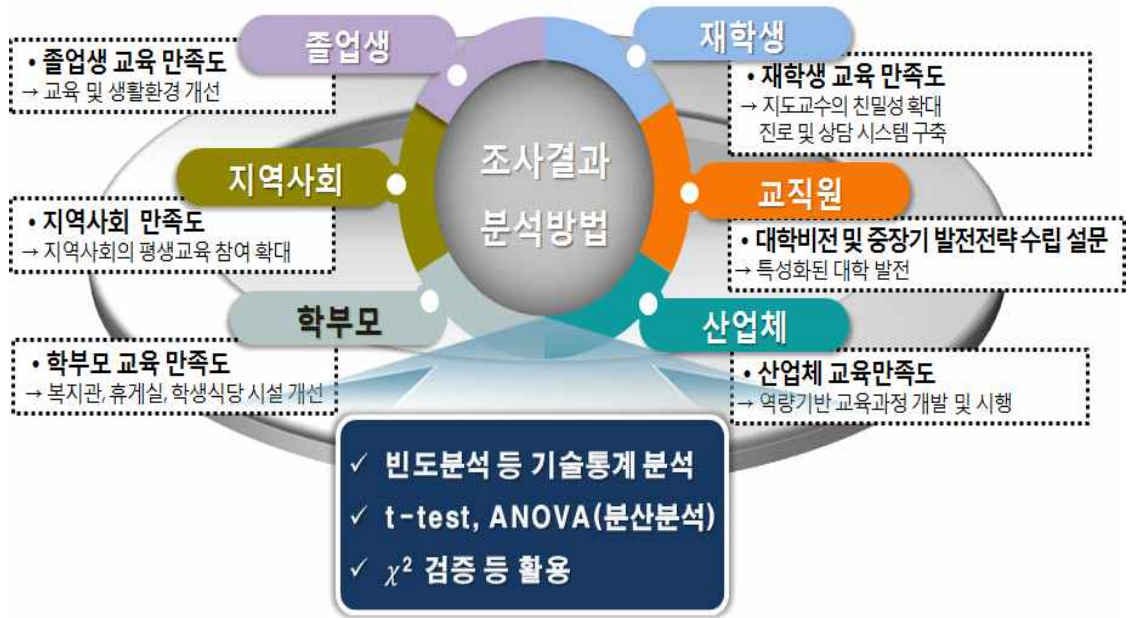 졸업생
• 졸업생 교육 만족도
→ 교육 및 생활환경 개선
재학생
• 재학생 교육 만족도
→ 지도교수의 친밀성 확대
진로 및 상담 시스템 구축
조사결과
분석방법
지역사회
• 지역사회 만족도
→ 지역사회의 평생교육 참여 확대
교직원
• 대학비전 및 중장기 발전전략 수립 설문
→ 특성화된 대학 발전
학부모
• 학부모 교육 만족도
→ 복지관, 휴게실, 학생식당 시설 개선
산업체
• 산업체 교육만족도
→ 역량기반 교육과정 개발 및 시행
✓ 빈도분석 등 기술통계 분석
✓ t-test, ANOVA(분산분석)
✓ χ² 검증 등 활용